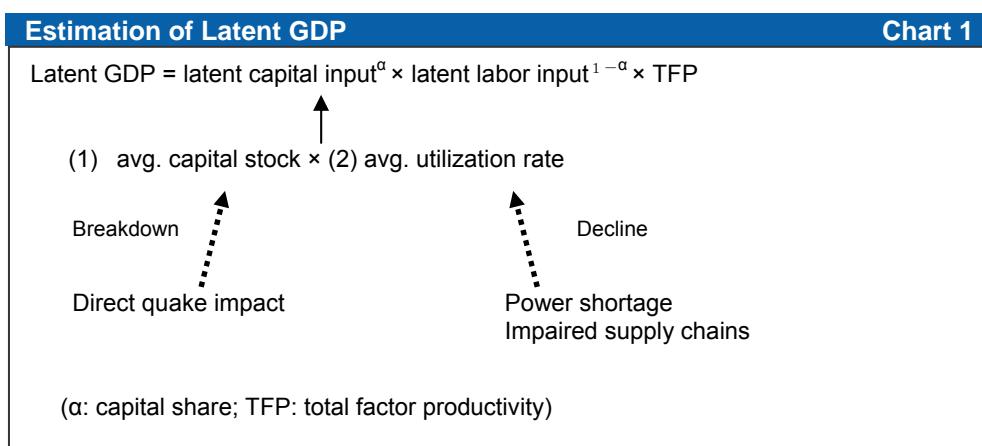 Estimation of Latent GDP Chart 1
Latent GDP = latent capital input^α × latent labor input^1−α × TFP
(1) avg. capital stock × (2) avg. utilization rate
Breakdown Decline
Direct quake impact Power shortage
Impaired supply chains
(α: capital share; TFP: total factor productivity)